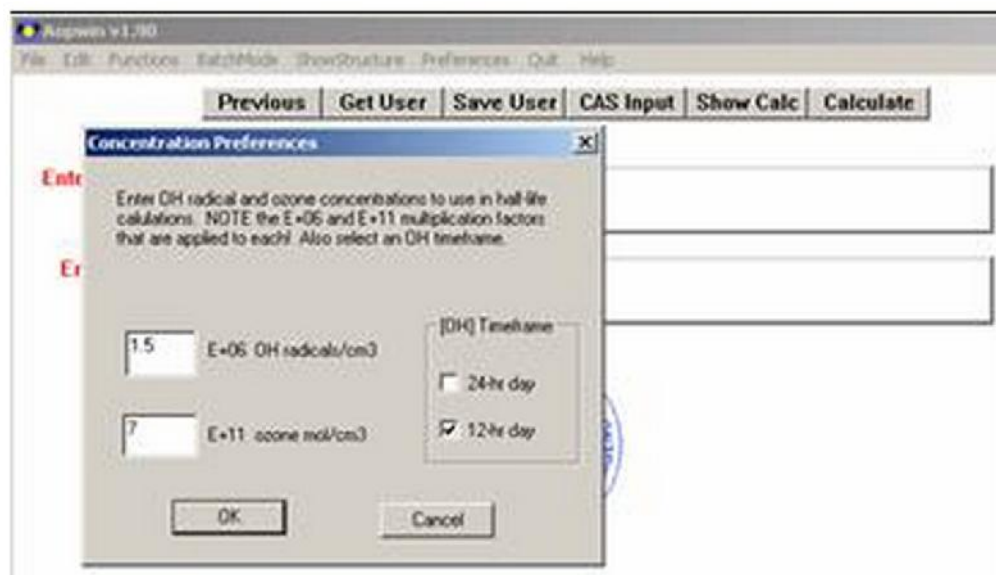 Aopwin v1.90
File Edit Functions BatchMode ShowStructure Preferences Quit Help
Previous Get User Save User CAS Input Show Calc Calculate
Concentration Preferences
Enter OH radical and ozone concentrations to use in half-life
calulations. NOTE the E+06 and E+11 multiplication factors
that are applied to each! Also select an OH timeframe.
[OH] Timeframe
1.5 E+06 OH radicals/cm3
24-hr day
7 E+11 ozone mol/cm3
12-hr day
OK Cancel